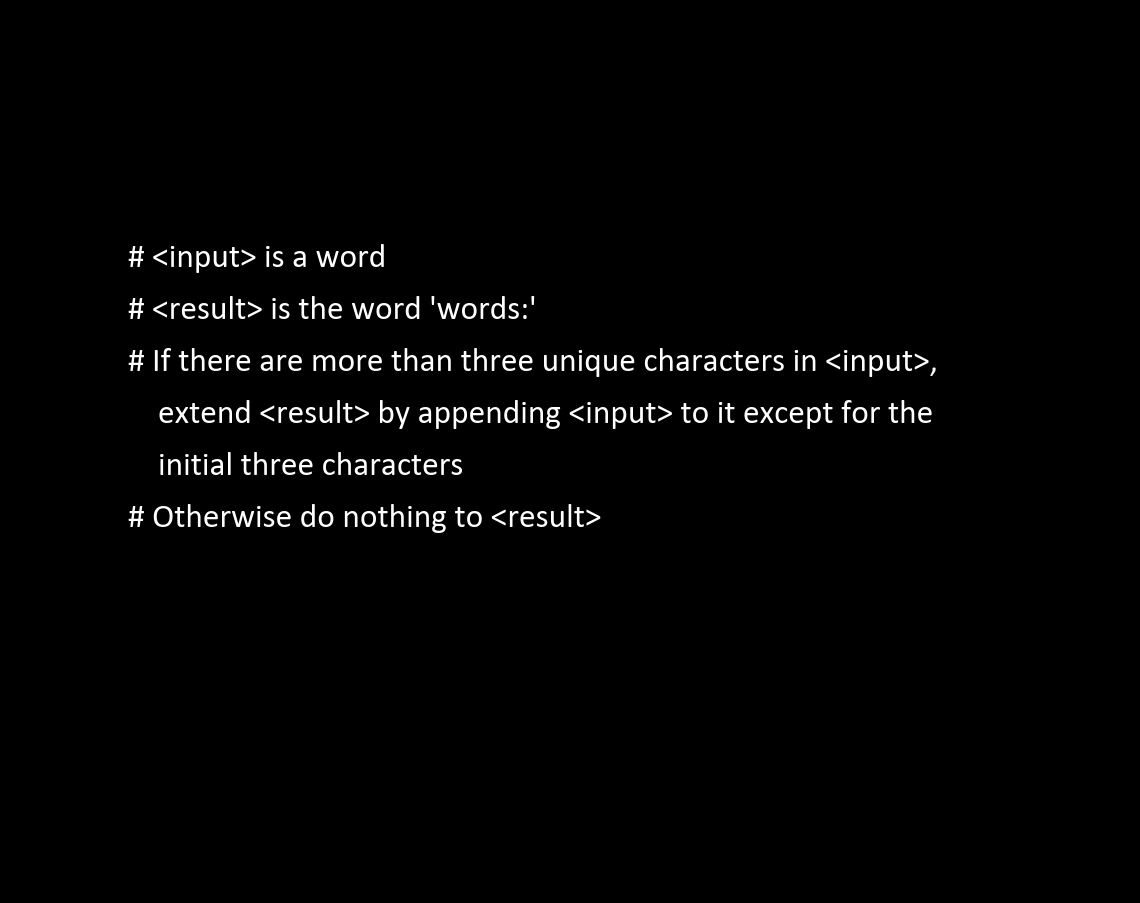 # <input> is a word
# <result> is the word 'words:'
# If there are more than three unique characters in <input>,
extend <result> by appending <input> to it except for the
initial three characters
# Otherwise do nothing to <result>